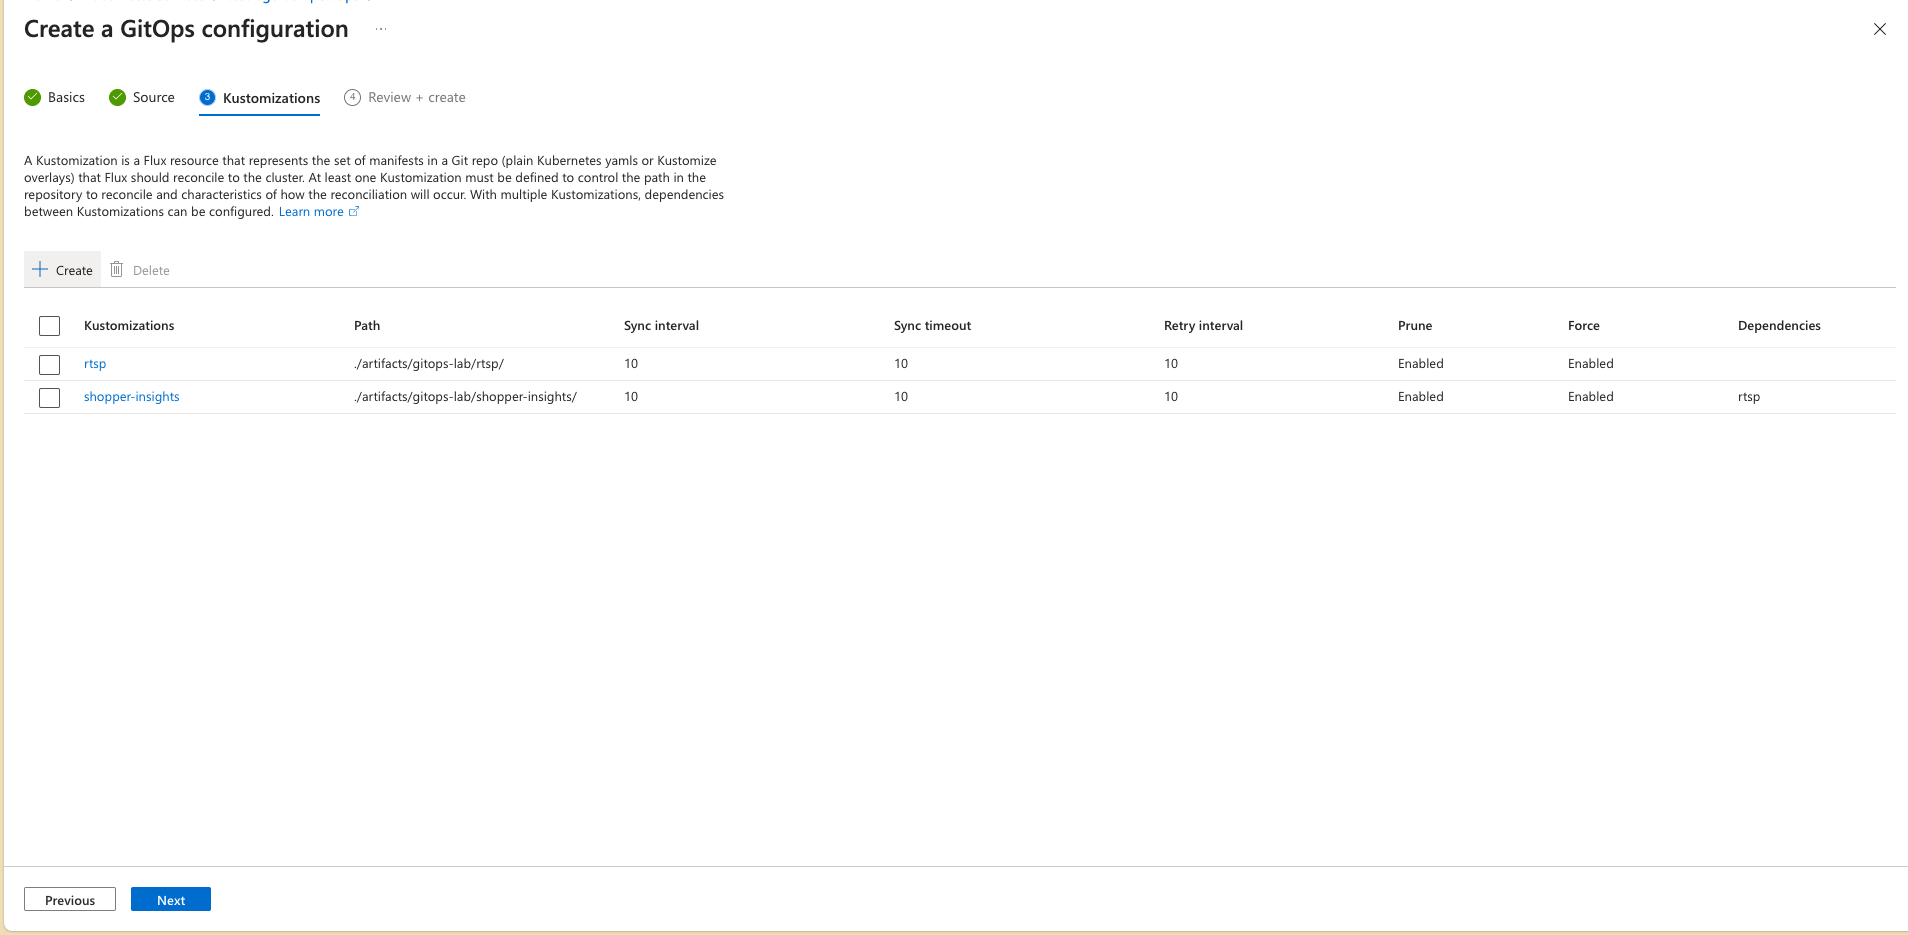 Create a GitOps configuration ...
Basics Source 3 Kustomizations 4 Review + create
A Kustomization is a Flux resource that represents the set of manifests in a Git repo (plain Kubernetes yamls or Kustomize
overlays) that Flux should reconcile to the cluster. At least one Kustomization must be defined to control the path in the
repository to reconcile and characteristics of how the reconciliation will occur. With multiple Kustomizations, dependencies
between Kustomizations can be configured. Learn more
Create Delete
Kustomizations Path Sync interval Sync timeout Retry interval Prune Force Dependencies
rtsp ./artifacts/gitops-lab/rtsp/ 10 10 10 Enabled Enabled
shopper-insights ./artifacts/gitops-lab/shopper-insights/ 10 10 10 Enabled Enabled rtsp
Previous Next